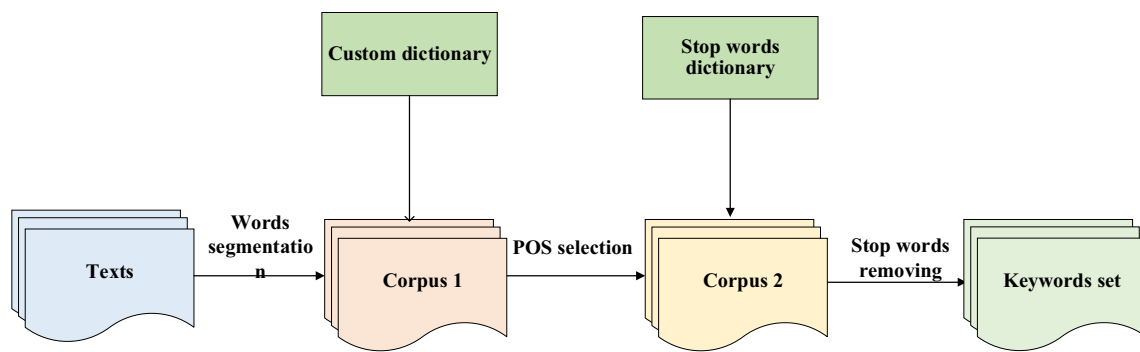 Custom dictionary
Stop words
dictionary
Texts
Words
segmentatio
n
Corpus 1
POS selection
Corpus 2
Stop words
removing
Keywords set